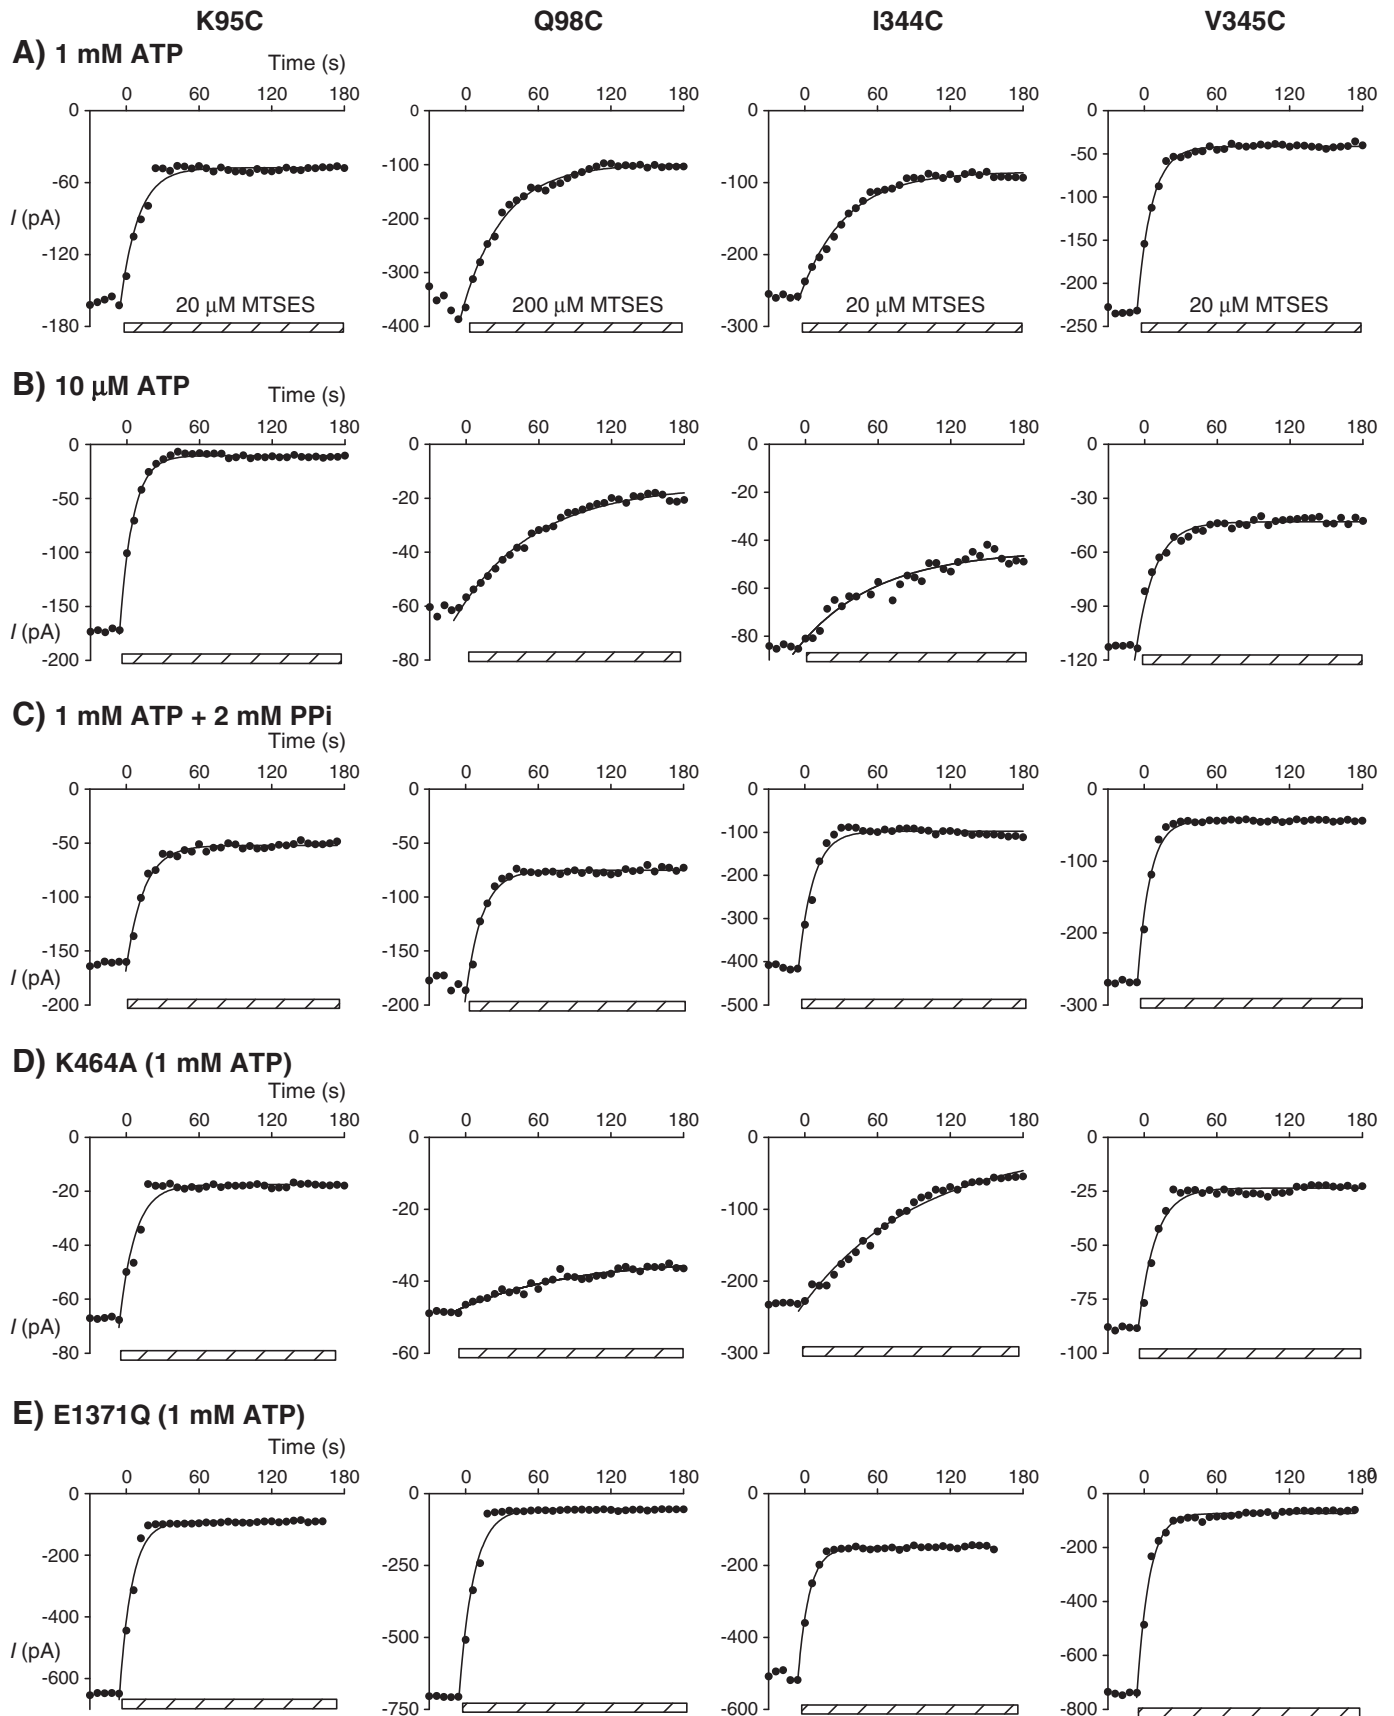 K95C Q98C I344C V345C
A) 1 mM ATP
Time (s)
0 60 120 180 0 60 120 180 0 60 120 180 0 60 120 180
0 0 0 0
-60 -100 -100 -50
-120 -200 -200 -100
-180 -300 -300 -150
-400 -200
-250
I (pA)
20 µM MTSES 200 µM MTSES 20 µM MTSES 20 µM MTSES
B) 10 µM ATP
Time (s)
0 60 120 180 0 60 120 180 0 60 120 180 0 60 120 180
0 0 0 0
-50 -20 -20 -30
-100 -40 -40 -60
-150 -60 -60 -90
-200 -80 -80 -120
I (pA)
C) 1 mM ATP + 2 mM PPi
Time (s)
0 60 120 180 0 60 120 180 0 60 120 180 0 60 120 180
0 0 0 0
-50 -50 -100 -100
-100 -100 -200 -200
-150 -150 -300 -300
-200 -200 -400
-500
I (pA)
D) K464A (1 mM ATP)
Time (s)
0 60 120 180 0 60 120 180 0 60 120 180 0 60 120 180
0 0 0 0
-20 -20 -100 -25
-40 -40 -200 -50
-60 -60 -300 -75
-80 -100
I (pA)
E) E1371Q (1 mM ATP)
Time (s)
0 60 120 180 0 60 120 180 0 60 120 180 0 60 120 180
0 0 0 0
-200 -250 -200 -200
-400 -500 -400 -400
-600 -750 -600 -600
-800
I (pA)